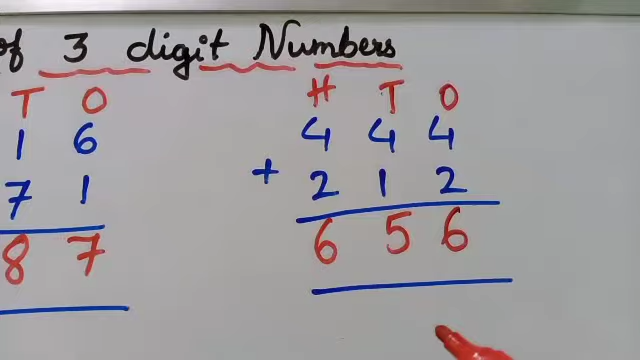 of 3 digit Numbers
T O H T O
1 6 4 4 4
7 1 + 2 1 2
8 7 6 5 6